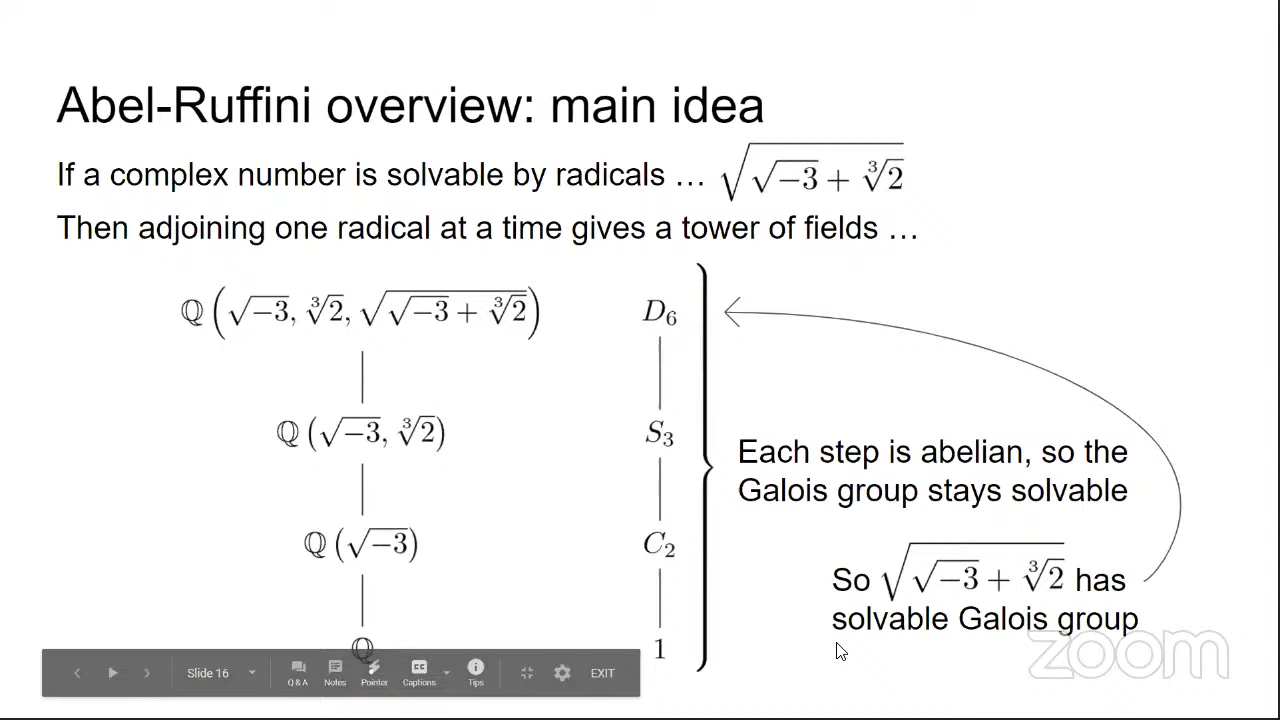 Abel-Ruffini overview: main idea
If a complex number is solvable by radicals … √(√−3 + ∛2)
Then adjoining one radical at a time gives a tower of fields …
ℚ(√−3, ∛2, √(√−3 + ∛2)) D₆
ℚ(√−3, ∛2) S₃
Each step is abelian, so the
Galois group stays solvable
ℚ(√−3) C₂
So √(√−3 + ∛2) has
solvable Galois group
ℚ 1
zoom
Slide 16 Q & A Notes Pointer Captions Tips EXIT